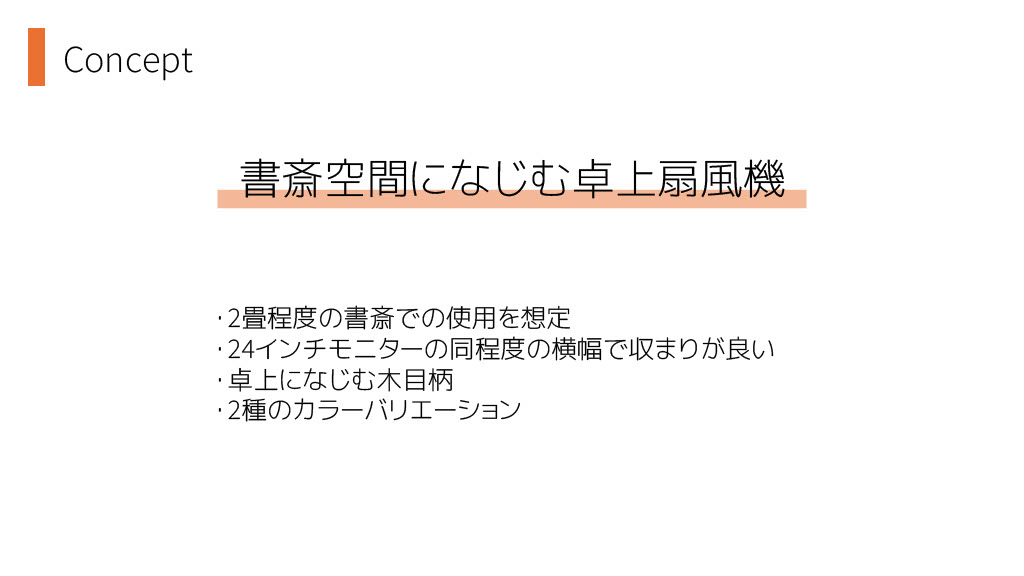 Concept
書斎空間になじむ卓上扇風機
・2畳程度の書斎での使用を想定
・24インチモニターの同程度の横幅で収まりが良い
・卓上になじむ木目柄
・2種のカラーバリエーション